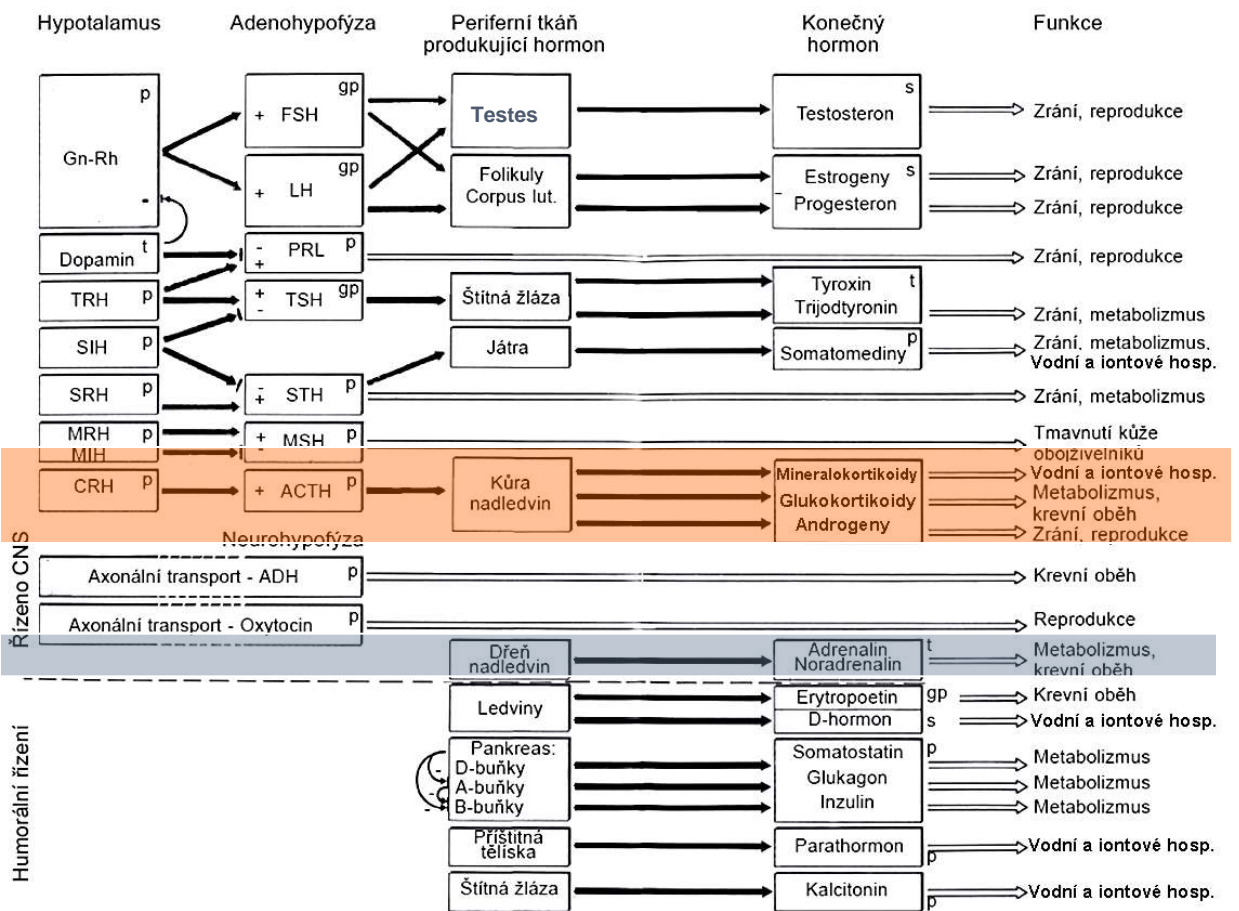 Hypotalamus Adenohypofýza Periferní tkáň Konečný Funkce
produkující hormon hormon
p gp s
+ FSH Testes Testosteron Zrání, reprodukce
Gn-Rh
gp
+ LH Folikuly Estrogeny s Zrání, reprodukce
Corpus lut. - Progesteron Zrání, reprodukce
-
Dopamin t - PRL p Zrání, reprodukce
+
TRH p + TSH gp Štítná žláza Tyroxin t
- Trijodtyronin Zrání, metabolizmus
SIH p Játra Somatomediny p Zrání, metabolizmus,
Vodní a iontové hosp.
SRH p - STH p Zrání, metabolizmus
+
MRH p + MSH p Tmavnutí kůže
MIH - obojživelníků
CRH p + ACTH p Kůra Mineralokortikoidy Vodní a iontové hosp.
nadledvin Glukokortikoidy Metabolizmus,
krevní oběh
Androgeny Zrání, reprodukce
Neurohypofýza
Řízeno CNS
Axonální transport - ADH p Krevní oběh
Axonální transport - Oxytocin p Reprodukce
Dřeň Adrenalin t Metabolizmus,
nadledvin Noradrenalin krevní oběh
Humorální řízení
Ledviny Erytropoetin gp Krevní oběh
D-hormon s Vodní a iontové hosp.
Pankreas: Somatostatin p Metabolizmus
- D-buňky
- A-buňky Glukagon Metabolizmus
- B-buňky Inzulin Metabolizmus
Příštitná Parathormon p Vodní a iontové hosp.
tělíska
Štítná žláza Kalcitonin p Vodní a iontové hosp.